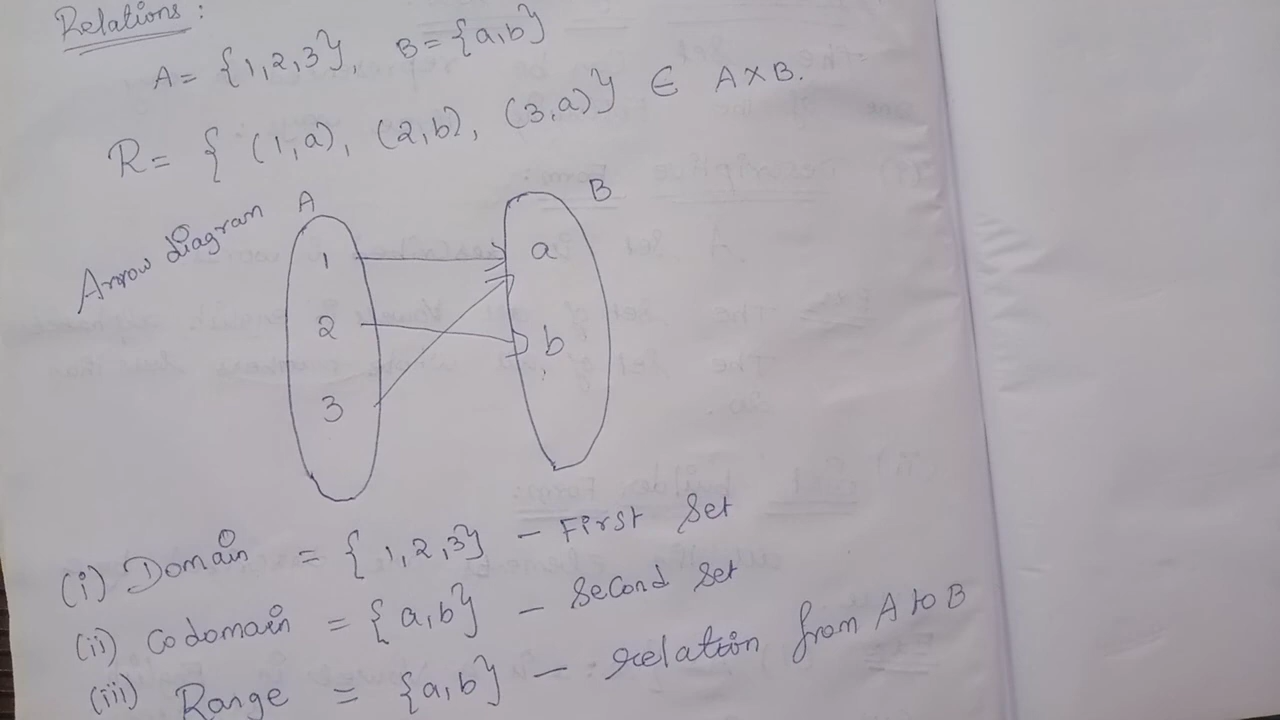 Relations :
A = {1,2,3}, B = {a,b}
R = { (1,a), (2,b), (3,a)} ∈ A X B.
Arrow diagram A B
1 a
2 b
3
(i) Domain = {1,2,3} - First Set
(ii) Codomain = {a,b} - Second Set
(iii) Range = {a,b} - relation from A to B